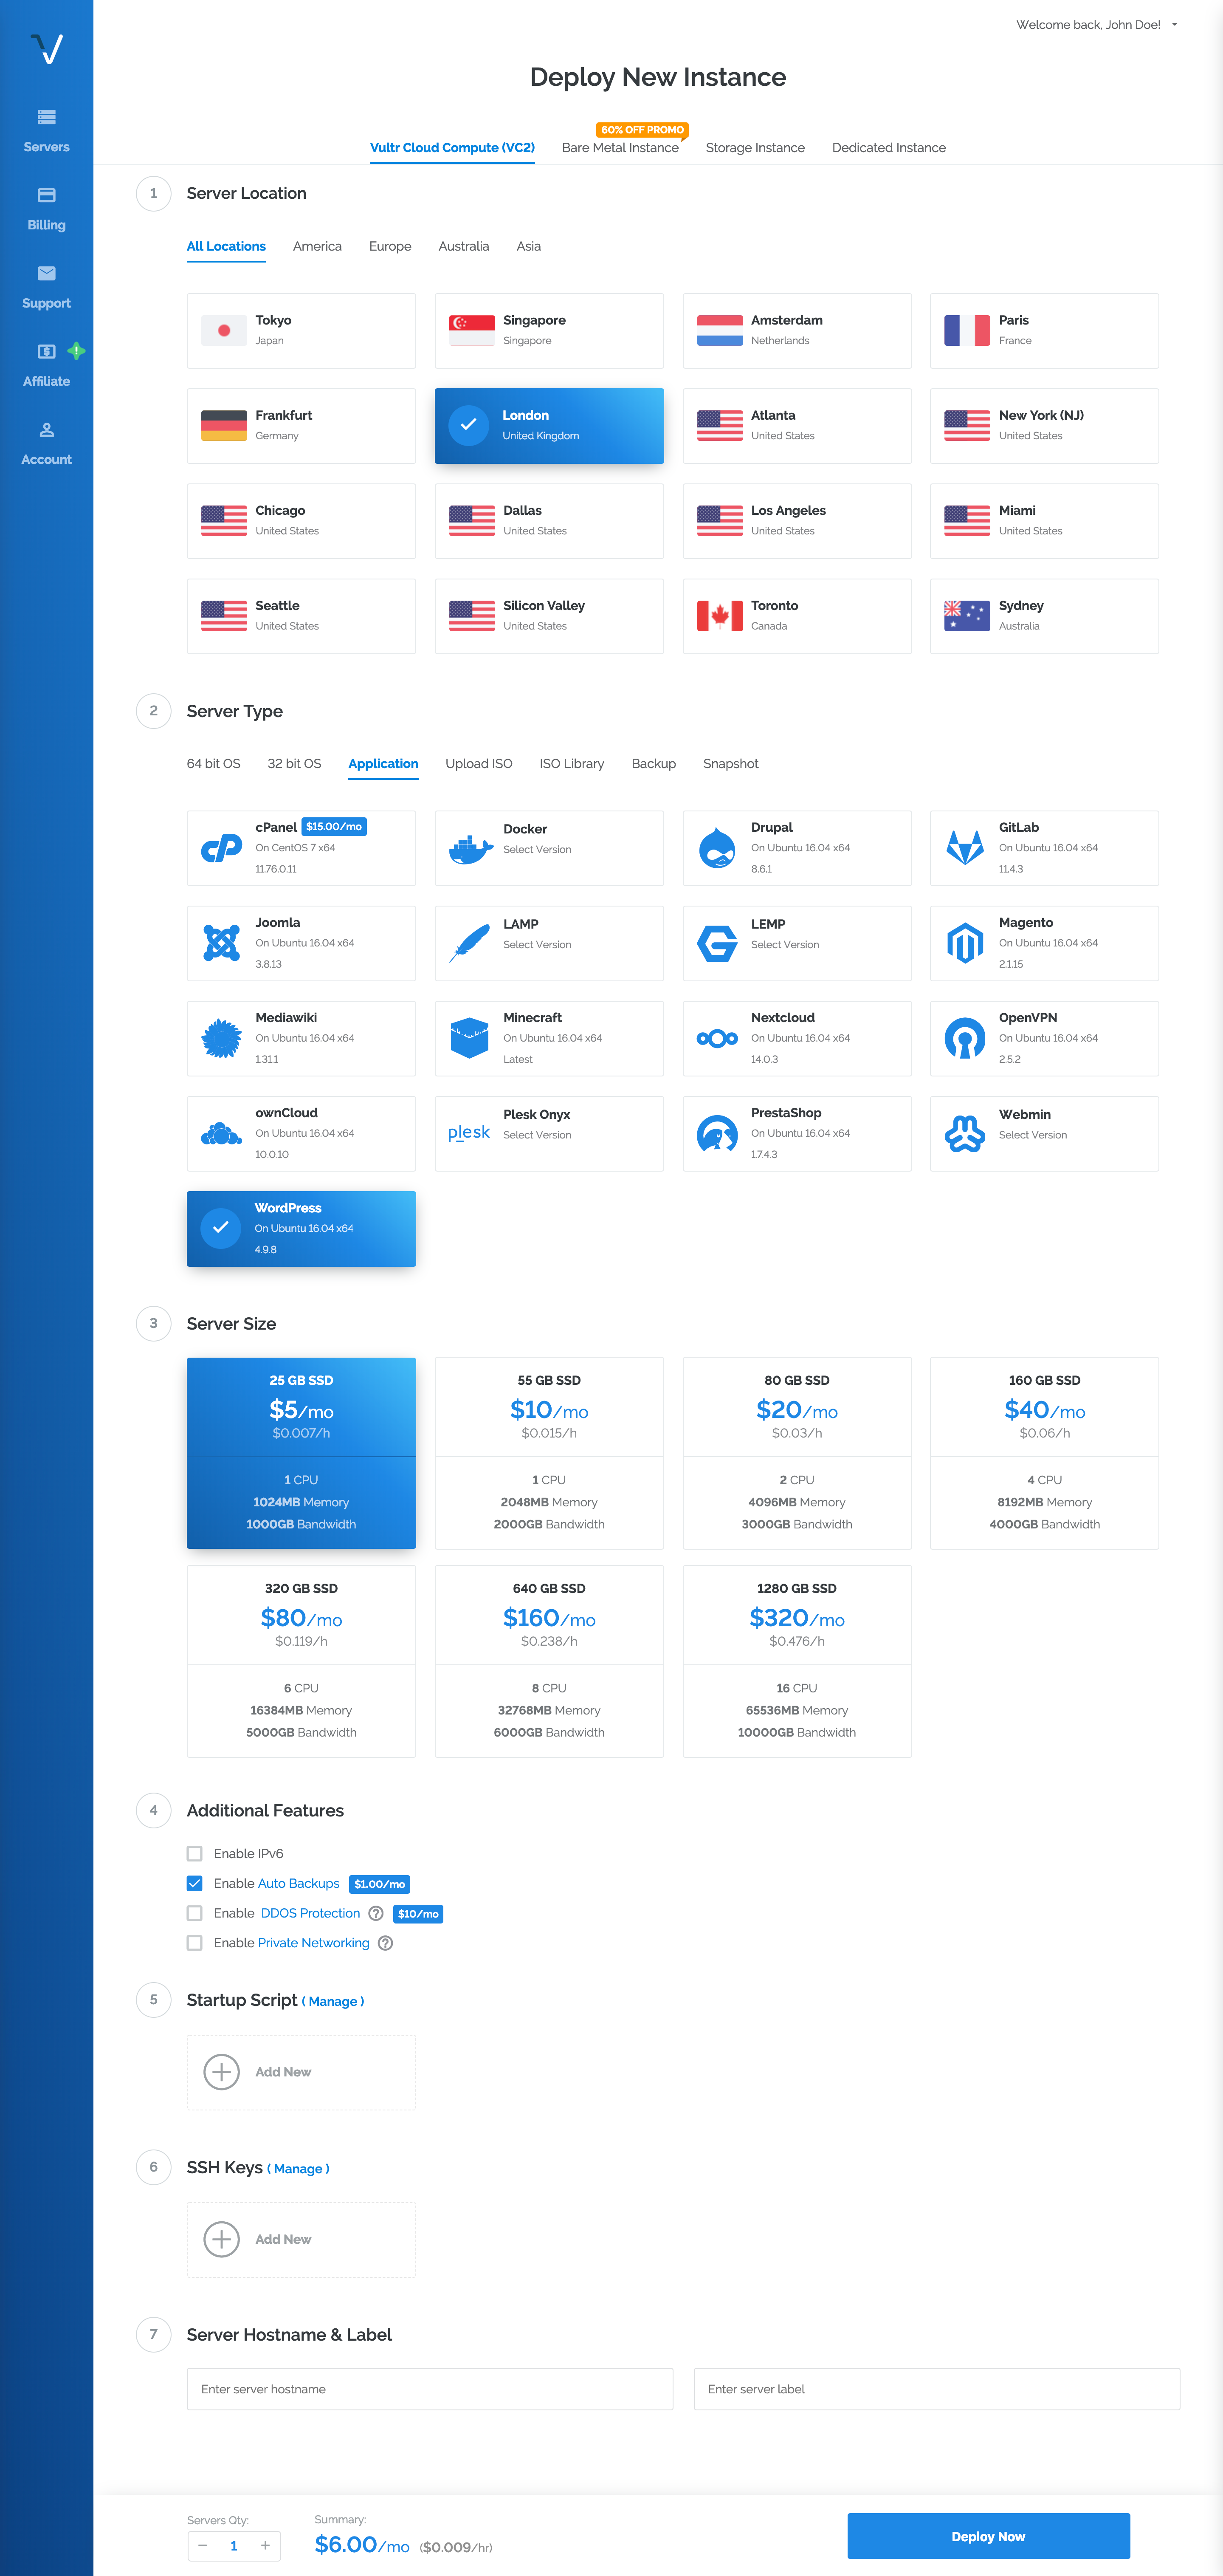 Welcome back, John Doe!
Deploy New Instance
60% OFF PROMO
Vultr Cloud Compute (VC2)
Bare Metal Instance
Storage Instance
Dedicated Instance
Servers
Billing
Support
Affiliate
Account
1
Server Location
All Locations
America
Europe
Australia
Asia
Tokyo
Japan
Singapore
Singapore
Amsterdam
Netherlands
Paris
France
Frankfurt
Germany
London
United Kingdom
Atlanta
United States
New York (NJ)
United States
Chicago
United States
Dallas
United States
Los Angeles
United States
Miami
United States
Seattle
United States
Silicon Valley
United States
Toronto
Canada
Sydney
Australia
2
Server Type
64 bit OS
32 bit OS
Application
Upload ISO
ISO Library
Backup
Snapshot
cPanel $15.00/mo
On CentOS 7 x64
11.76.0.11
Docker
Select Version
Drupal
On Ubuntu 16.04 x64
8.6.1
GitLab
On Ubuntu 16.04 x64
11.4.3
Joomla
On Ubuntu 16.04 x64
3.8.13
LAMP
Select Version
LEMP
Select Version
Magento
On Ubuntu 16.04 x64
2.1.15
Mediawiki
On Ubuntu 16.04 x64
1.31.1
Minecraft
On Ubuntu 16.04 x64
Latest
Nextcloud
On Ubuntu 16.04 x64
14.0.3
OpenVPN
On Ubuntu 16.04 x64
2.5.2
ownCloud
On Ubuntu 16.04 x64
10.0.10
plesk
Plesk Onyx
Select Version
PrestaShop
On Ubuntu 16.04 x64
1.7.4.3
Webmin
Select Version
WordPress
On Ubuntu 16.04 x64
4.9.8
3
Server Size
25 GB SSD
$5/mo
$0.007/h
1 CPU
1024MB Memory
1000GB Bandwidth
55 GB SSD
$10/mo
$0.015/h
1 CPU
2048MB Memory
2000GB Bandwidth
80 GB SSD
$20/mo
$0.03/h
2 CPU
4096MB Memory
3000GB Bandwidth
160 GB SSD
$40/mo
$0.06/h
4 CPU
8192MB Memory
4000GB Bandwidth
320 GB SSD
$80/mo
$0.119/h
6 CPU
16384MB Memory
5000GB Bandwidth
640 GB SSD
$160/mo
$0.238/h
8 CPU
32768MB Memory
6000GB Bandwidth
1280 GB SSD
$320/mo
$0.476/h
16 CPU
65536MB Memory
10000GB Bandwidth
4
Additional Features
Enable IPv6
Enable Auto Backups $1.00/mo
Enable DDOS Protection ? $10/mo
Enable Private Networking ?
5
Startup Script ( Manage )
Add New
6
SSH Keys ( Manage )
Add New
7
Server Hostname & Label
Enter server hostname
Enter server label
Servers Qty:
− 1 +
Summary:
$6.00/mo ($0.009/hr)
Deploy Now